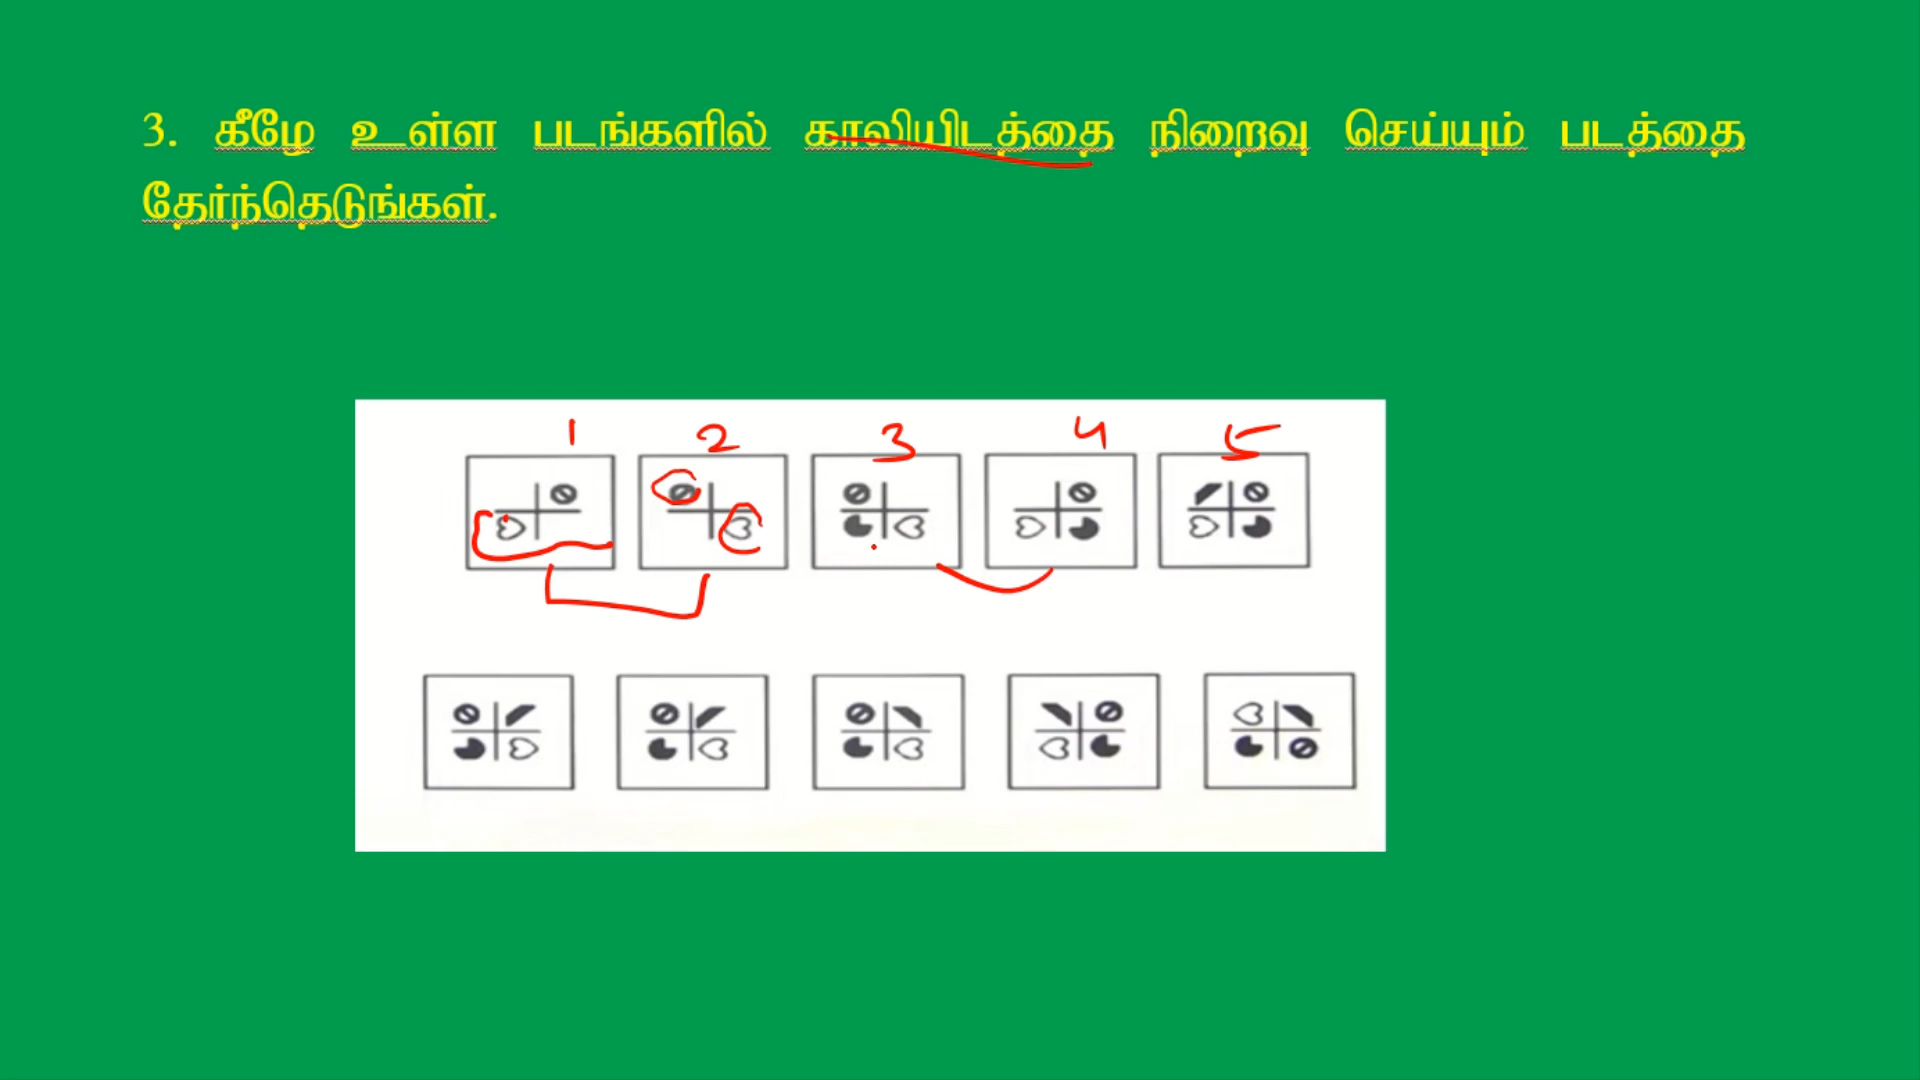 3. கீழே உள்ள படங்களில் காலியிடத்தை நிறைவு செய்யும் படத்தை
தேர்ந்தெடுங்கள்.
1 2 3 4 5